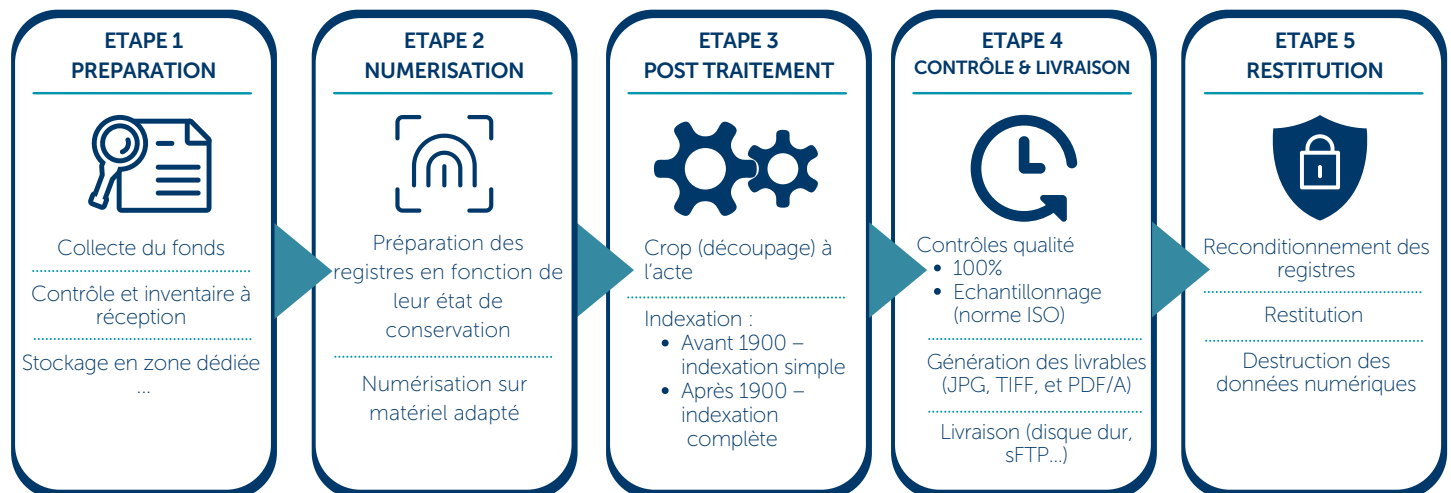 ETAPE 1
PREPARATION
Collecte du fonds
Contrôle et inventaire à
réception
Stockage en zone dédiée
...
ETAPE 2
NUMERISATION
Préparation des
registres en fonction de
leur état de
conservation
Numérisation sur
matériel adapté
ETAPE 3
POST TRAITEMENT
Crop (découpage) à
l'acte
Indexation :
• Avant 1900 –
indexation simple
• Après 1900 –
indexation
complète
ETAPE 4
CONTRÔLE & LIVRAISON
Contrôles qualité
• 100%
• Echantillonnage
(norme ISO)
Génération des livrables
(JPG, TIFF, et PDF/A)
Livraison (disque dur,
sFTP...)
ETAPE 5
RESTITUTION
Reconditionnement des
registres
Restitution
Destruction des
données numériques